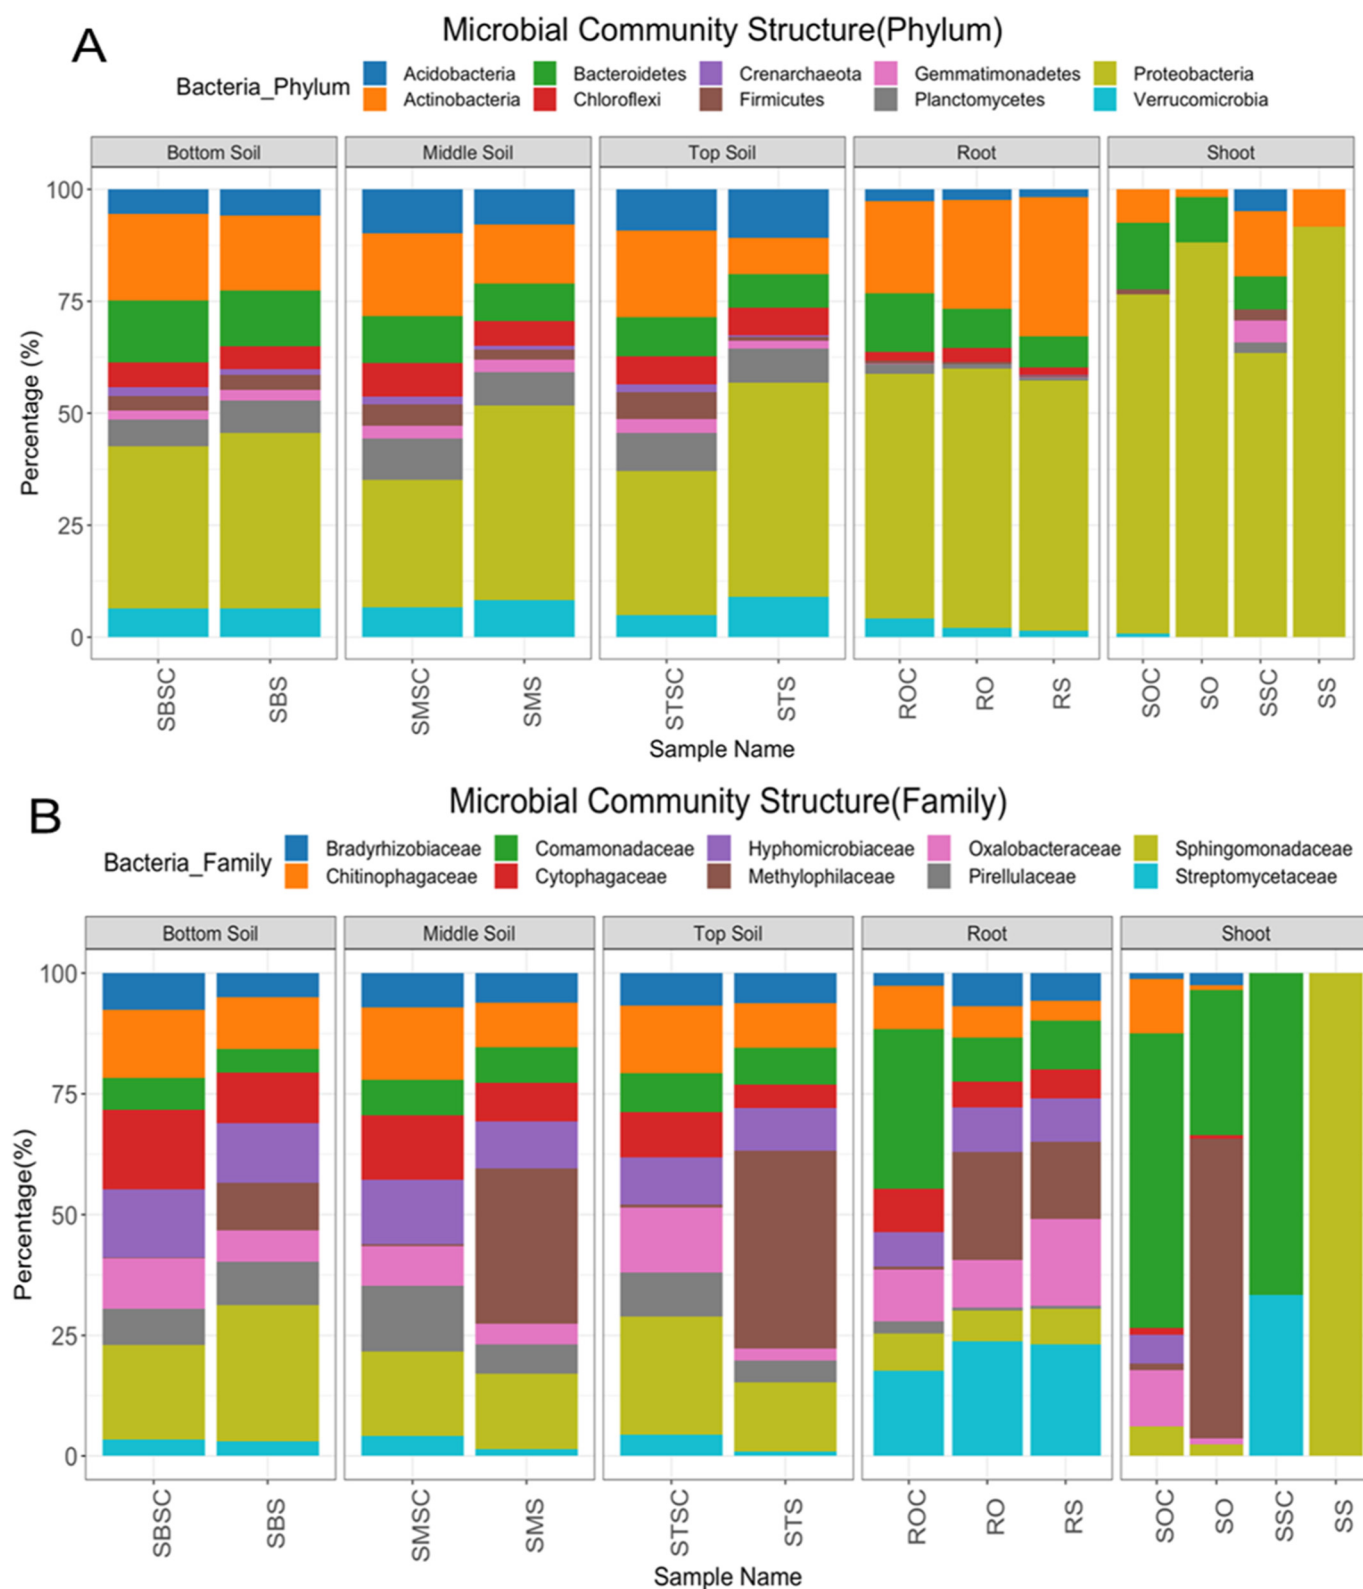 A
Microbial Community Structure(Phylum)
Bacteria_Phylum
Acidobacteria Bacteroidetes Crenarchaeota Gemmatimonadetes Proteobacteria
Actinobacteria Chloroflexi Firmicutes Planctomycetes Verrucomicrobia
Bottom Soil Middle Soil Top Soil Root Shoot
100
75
50
25
0
Percentage (%)
SBSC SBS SMSC SMS STSC STS ROC RO RS SOC SO SSC SS
Sample Name
B
Microbial Community Structure(Family)
Bacteria_Family
Bradyrhizobiaceae Comamonadaceae Hyphomicrobiaceae Oxalobacteraceae Sphingomonadaceae
Chitinophagaceae Cytophagaceae Methylophilaceae Pirellulaceae Streptomycetaceae
Bottom Soil Middle Soil Top Soil Root Shoot
100
75
50
25
0
Percentage(%)
SBSC SBS SMSC SMS STSC STS ROC RO RS SOC SO SSC SS
Sample Name